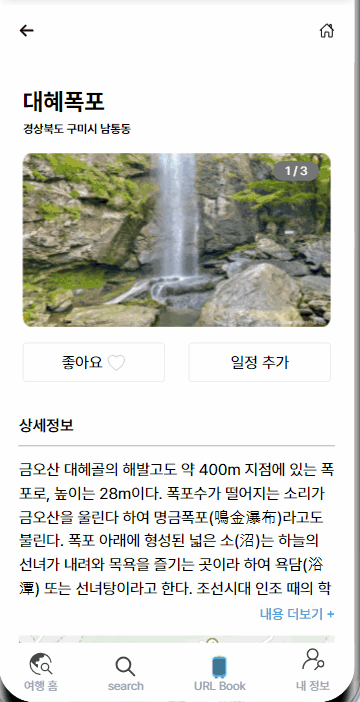 대혜폭포
경상북도 구미시 남통동
1 / 3
좋아요
일정 추가
상세정보
금오산 대혜골의 해발고도 약 400m 지점에 있는 폭
포로, 높이는 28m이다. 폭포수가 떨어지는 소리가
금오산을 울린다 하여 명금폭포(鳴金瀑布)라고도
불린다. 폭포 아래에 형성된 넓은 소(沼)는 하늘의
선녀가 내려와 목욕을 즐기는 곳이라 하여 욕담(浴
潭) 또는 선녀탕이라고 한다. 조선시대 인조 때의 학
내용 더보기 +
여행 홈
search
URL Book
내 정보